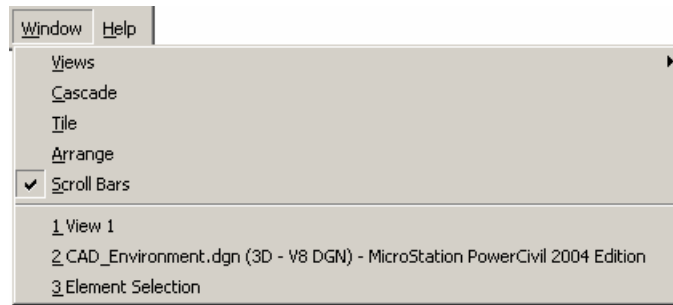 Window Help
Views
Cascade
Tile
Arrange
Scroll Bars
1 View 1
2 CAD_Environment.dgn (3D - V8 DGN) - MicroStation PowerCivil 2004 Edition
3 Element Selection